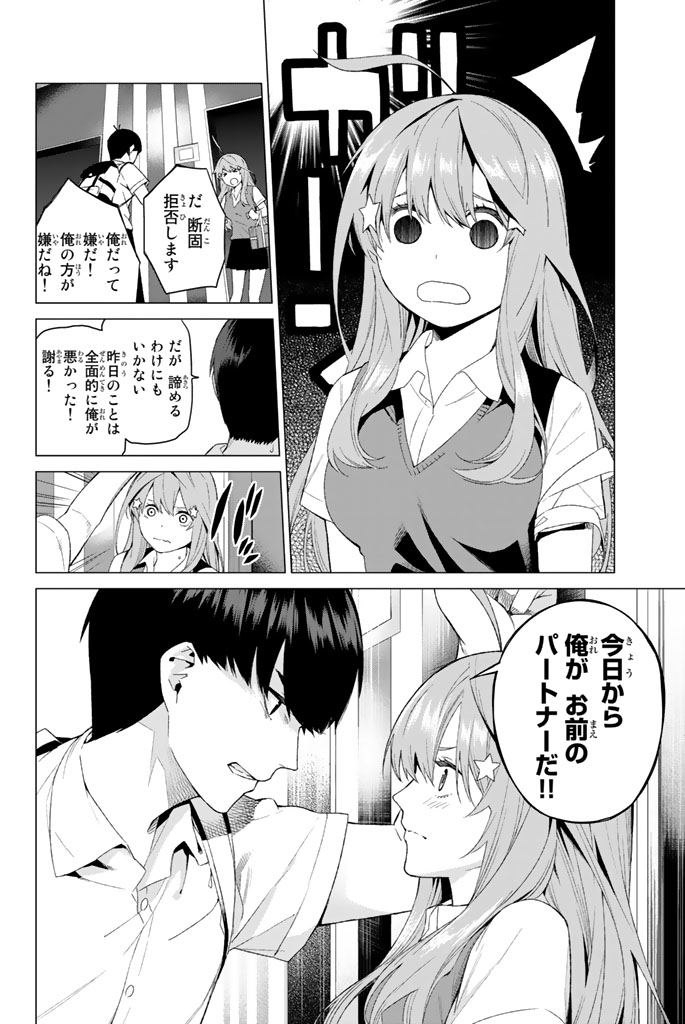 ガーーン
だ 断固
拒否します
俺だって
嫌だ！
俺の方が
嫌だね！
だが 諦める
わけにも
いかない
昨日のことは
全面的に俺が
悪かった！
謝る！
今日から
俺が お前の
パートナーだ!!